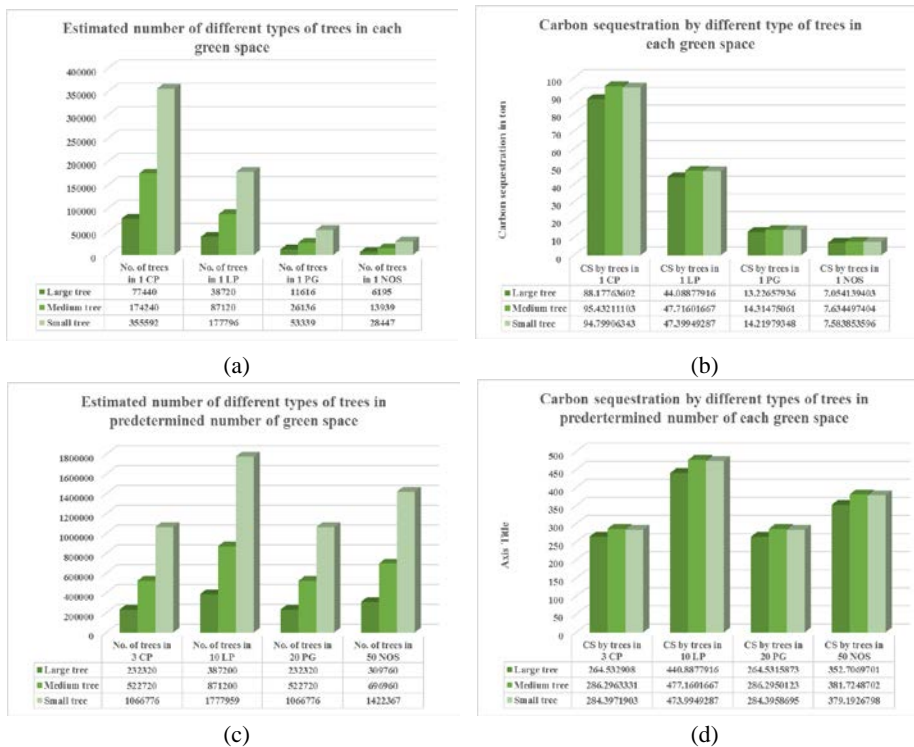 Estimated number of different types of trees in each
green space
400000
350000
300000
250000
200000
150000
100000
50000
0
No. of trees in 1 CP No. of trees in 1 LP No. of trees in 1 PG No. of trees in 1 NOS
Large tree 77440 38720 11616 6195
Medium tree 174240 87120 26136 13939
Small tree 355592 177796 53339 28447
(a)
Carbon sequestration by different type of trees in
each green space
Carbon sequestration in ton
100
90
80
70
60
50
40
30
20
10
0
CS by trees in 1 CP CS by trees in 1 LP CS by trees in 1 PG CS by trees in 1 NOS
Large tree 88.17763602 44.08877916 13.22657936 7.054139403
Medium tree 95.43211103 47.71601667 14.31475061 7.634497404
Small tree 94.79906343 47.39949287 14.21979348 7.583853596
(b)
Estimated number of different types of trees in
predetermined number of green space
1800000
1600000
1400000
1200000
1000000
800000
600000
400000
200000
0
No. of trees in 3 CP No. of trees in 10 LP No. of trees in 20 PG No. of trees in 50 NOS
Large tree 232320 387200 232320 309760
Medium tree 522720 871200 522720 696960
Small tree 1066776 1777959 1066776 1422367
(c)
Carbon sequestration by different types of trees in
predertermined number of each green space
Axis Title
500
450
400
350
300
250
200
150
100
50
0
CS by trees in 3 CP CS by trees in 10 LP CS by trees in 20 PG CS by trees in 50 NOS
Large tree 264.532908 440.8877916 264.5315873 352.7069701
Medium tree 286.2963331 477.1601667 286.2950123 381.7248702
Small tree 284.3971903 473.9949287 284.3958695 379.1926798
(d)